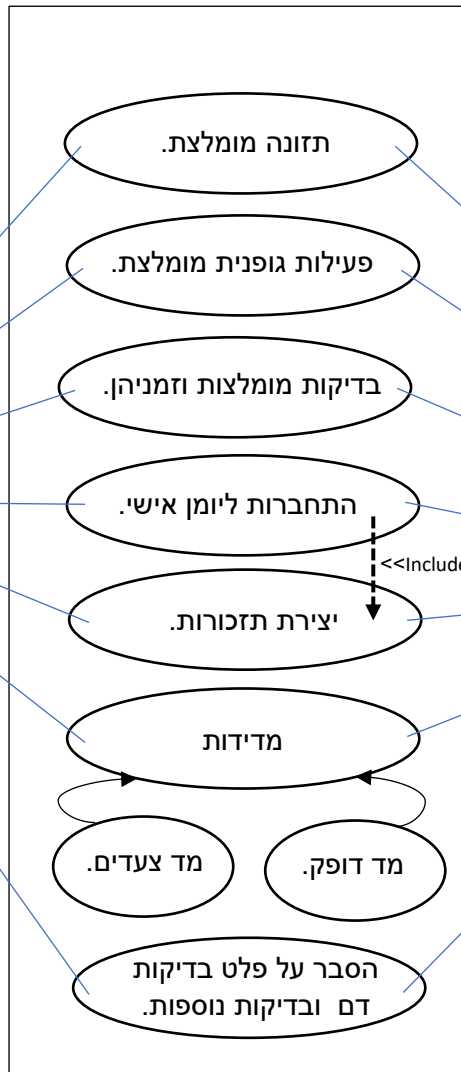 תזונה מומלצת.
פעילות גופנית מומלצת.
בדיקות מומלצות וזמניהן.
התחברות ליומן אישי.
<<Include
יצירת תזכורות.
מדידות
מד דופק.
מד צעדים.
הסבר על פלט בדיקות
דם ובדיקות נוספות.